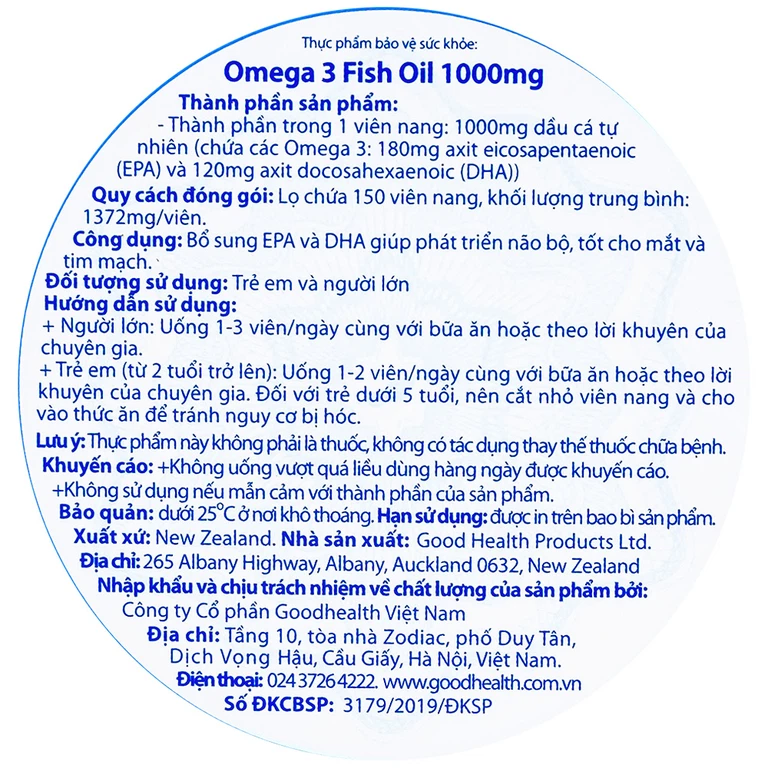 Thực phẩm bảo vệ sức khỏe:
Omega 3 Fish Oil 1000mg
Thành phần sản phẩm:
- Thành phần trong 1 viên nang: 1000mg dầu cá tự
nhiên (chứa các Omega 3: 180mg axit eicosapentaenoic
(EPA) và 120mg axit docosahexaenoic (DHA))
Quy cách đóng gói: Lọ chứa 150 viên nang, khối lượng trung bình:
1372mg/viên.
Công dụng: Bổ sung EPA và DHA giúp phát triển não bộ, tốt cho mắt và
tim mạch.
Đối tượng sử dụng: Trẻ em và người lớn
Hướng dẫn sử dụng:
+ Người lớn: Uống 1-3 viên/ngày cùng với bữa ăn hoặc theo lời khuyên của
chuyên gia.
+ Trẻ em (từ 2 tuổi trở lên): Uống 1-2 viên/ngày cùng với bữa ăn hoặc theo lời
khuyên của chuyên gia. Đối với trẻ dưới 5 tuổi, nên cắt nhỏ viên nang và cho
vào thức ăn để tránh nguy cơ bị hóc.
Lưu ý: Thực phẩm này không phải là thuốc, không có tác dụng thay thế thuốc chữa bệnh.
Khuyến cáo: +Không uống vượt quá liều dùng hàng ngày được khuyến cáo.
+Không sử dụng nếu mẫn cảm với thành phần của sản phẩm.
Bảo quản: dưới 25°C ở nơi khô thoáng. Hạn sử dụng: được in trên bao bì sản phẩm.
Xuất xứ: New Zealand. Nhà sản xuất: Good Health Products Ltd.
Địa chỉ: 265 Albany Highway, Albany, Auckland 0632, New Zealand
Nhập khẩu và chịu trách nhiệm về chất lượng của sản phẩm bởi:
Công ty Cổ phần Goodhealth Việt Nam
Địa chỉ: Tầng 10, tòa nhà Zodiac, phố Duy Tân,
Dịch Vọng Hậu, Cầu Giấy, Hà Nội, Việt Nam.
Điện thoại: 024 3726 4222. www.goodhealth.com.vn
Số ĐKCBSP: 3179/2019/ĐKSP